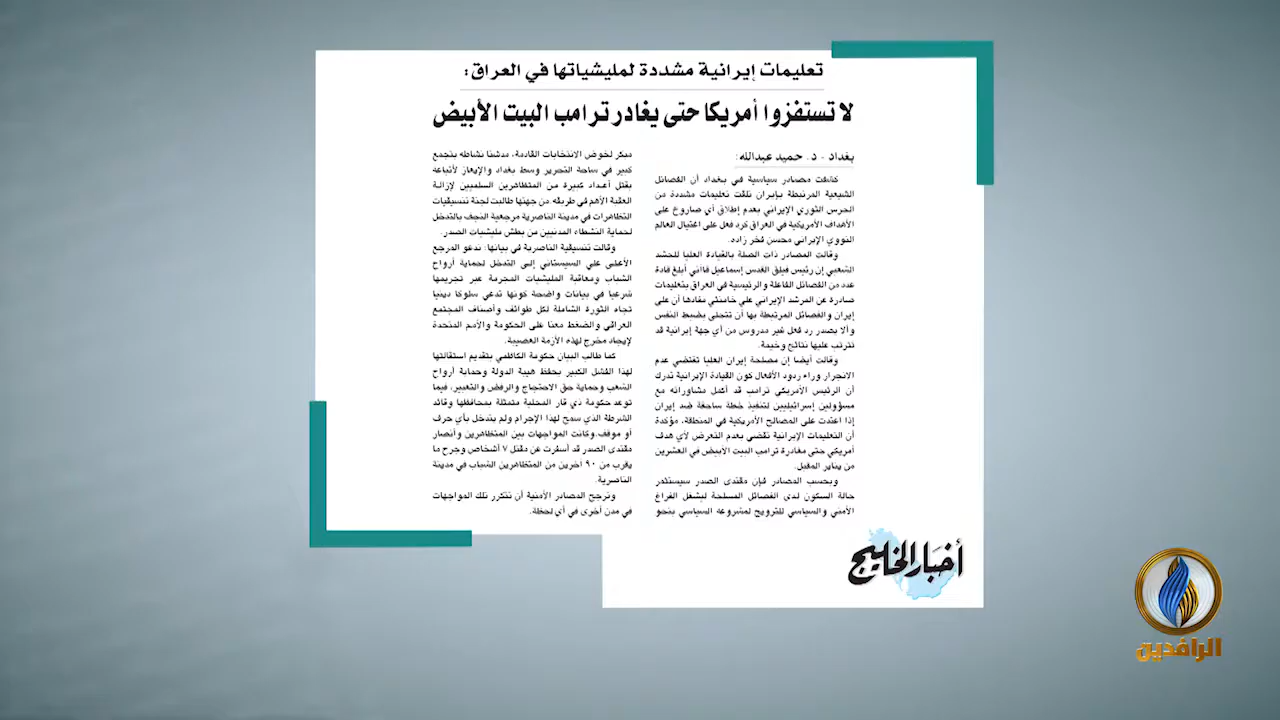 تعليمات إيرانية مشددة لمليشياتها في العراق:
لا تستفزوا أمريكا حتى يغادر ترامب البيت الأبيض
بغداد - د. حميد عبدالله:
كشفت مصادر سياسية في بغداد أن الفصائل
الشيعية المرتبطة بإيران تلقت تعليمات مشددة من
الحرس الثوري الإيراني بعدم إطلاق أي صاروخ على
الأهداف الأمريكية في العراق كرد فعل على اغتيال العالم
النووي الإيراني محسن فخر زاده.
وقالت المصادر ذات الصلة بالقيادة العليا للحشد
الشعبي إن رئيس فيلق القدس إسماعيل قاآني أبلغ قادة
عدد من الفصائل الفاعلة والرئيسية في العراق بتعليمات
صادرة عن المرشد الإيراني علي خامنئي مفادها أن على
إيران والفصائل المرتبطة بها أن تتحلى بضبط النفس
وألا يصدر رد فعل غير مدروس من أي جهة إيرانية قد
تترتب عليها نتائج وخيمة.
وقالت أيضا إن مصلحة إيران العليا تقتضي عدم
الانجرار وراء ردود الأفعال كون القيادة الإيرانية تدرك
أن الرئيس الأمريكي ترامب قد أكمل مشاوراته مع
مسؤولين إسرائيليين لتنفيذ خطة ساحقة ضد إيران
إذا اعتدت على المصالح الأمريكية في المنطقة، مؤكدة
أن التعليمات الإيرانية تقضي بعدم التعرض لأي هدف
أمريكي حتى مغادرة ترامب البيت الابيض في العشرين
من يناير المقبل.
وبحسب المصادر فإن مقتدى الصدر سيستثمر
حالة السكون لدى الفصائل المسلحة ليشغل الفراغ
الأمني والسياسي للترويج لمشروعه السياسي بنحو
مبكر لخوض الانتخابات القادمة، مدشنا نشاطه بتجمع
كبير في ساحة التحرير وسط بغداد والإيعاز لأتباعه
بقتل أعداد كبيرة من المتظاهرين السلميين لإزالة
العقبة الأهم في طريقه. من جهتها طالبت لجنة تنسيقيات
التظاهرات في مدينة الناصرية مرجعية النجف بالتدخل
لحماية النشطاء المدنيين من بطش مليشيات الصدر.
وقالت تنسيقية الناصرية في بيانها: ندعو المرجع
الأعلى علي السيستاني إلى التدخل لحماية أرواح
الشباب ومعاقبة المليشيات المجرمة عبر تجريمها
شرعيا في بيانات واضحة كونها تدعي سلوكا دينيا
تجاه الثورة الشاملة لكل طوائف وأصناف المجتمع
العراقي والضغط معنا على الحكومة والأمم المتحدة
لإيجاد مخرج لهذه الأزمة العصيبة.
كما طالب البيان حكومة الكاظمي بتقديم استقالتها
لهذا الفشل الكبير بحفظ هيبة الدولة وحماية أرواح
الشعب وحماية حق الاحتجاج والرفض والتعبير، فيما
توعد حكومة ذي قار المحلية متمثلة بمحافظها وقائد
الشرطة الذي سمح لهذا الإجرام ولم يتدخل بأي حرف
أو موقف.وكانت المواجهات بين المتظاهرين وأنصار
مقتدى الصدر قد أسفرت عن مقتل ٧ أشخاص وجرح ما
يقرب من ٩٠ آخرين من المتظاهرين الشباب في مدينة
الناصرية.
وترجح المصادر الأمنية أن تتكرر تلك المواجهات
في مدن أخرى في أي لحظة.
أخبار الخليج
الرافدين